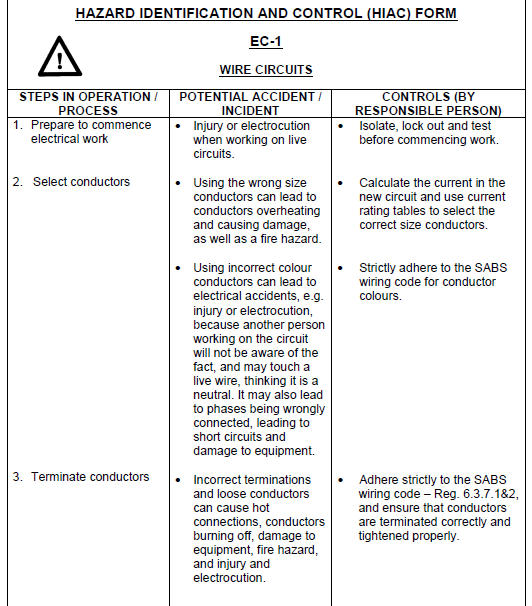 HAZARD IDENTIFICATION AND CONTROL (HIAC) FORM
EC-1
WIRE CIRCUITS
STEPS IN OPERATION /
PROCESS
POTENTIAL ACCIDENT /
INCIDENT
CONTROLS (BY
RESPONSIBLE PERSON)
1. Prepare to commence
electrical work
• Injury or electrocution
when working on live
circuits.
• Isolate, lock out and test
before commencing work.
2. Select conductors
• Using the wrong size
conductors can lead to
conductors overheating
and causing damage,
as well as a fire hazard.
• Calculate the current in the
new circuit and use current
rating tables to select the
correct size conductors.
• Using incorrect colour
conductors can lead to
electrical accidents, e.g.
injury or electrocution,
because another person
working on the circuit
will not be aware of the
fact, and may touch a
live wire, thinking it is a
neutral. It may also lead
to phases being wrongly
connected, leading to
short circuits and
damage to equipment.
• Strictly adhere to the SABS
wiring code for conductor
colours.
3. Terminate conductors
• Incorrect terminations
and loose conductors
can cause hot
connections, conductors
burning off, damage to
equipment, fire hazard,
and injury and
electrocution.
• Adhere strictly to the SABS
wiring code – Reg. 6.3.7.1&2,
and ensure that conductors
are terminated correctly and
tightened properly.